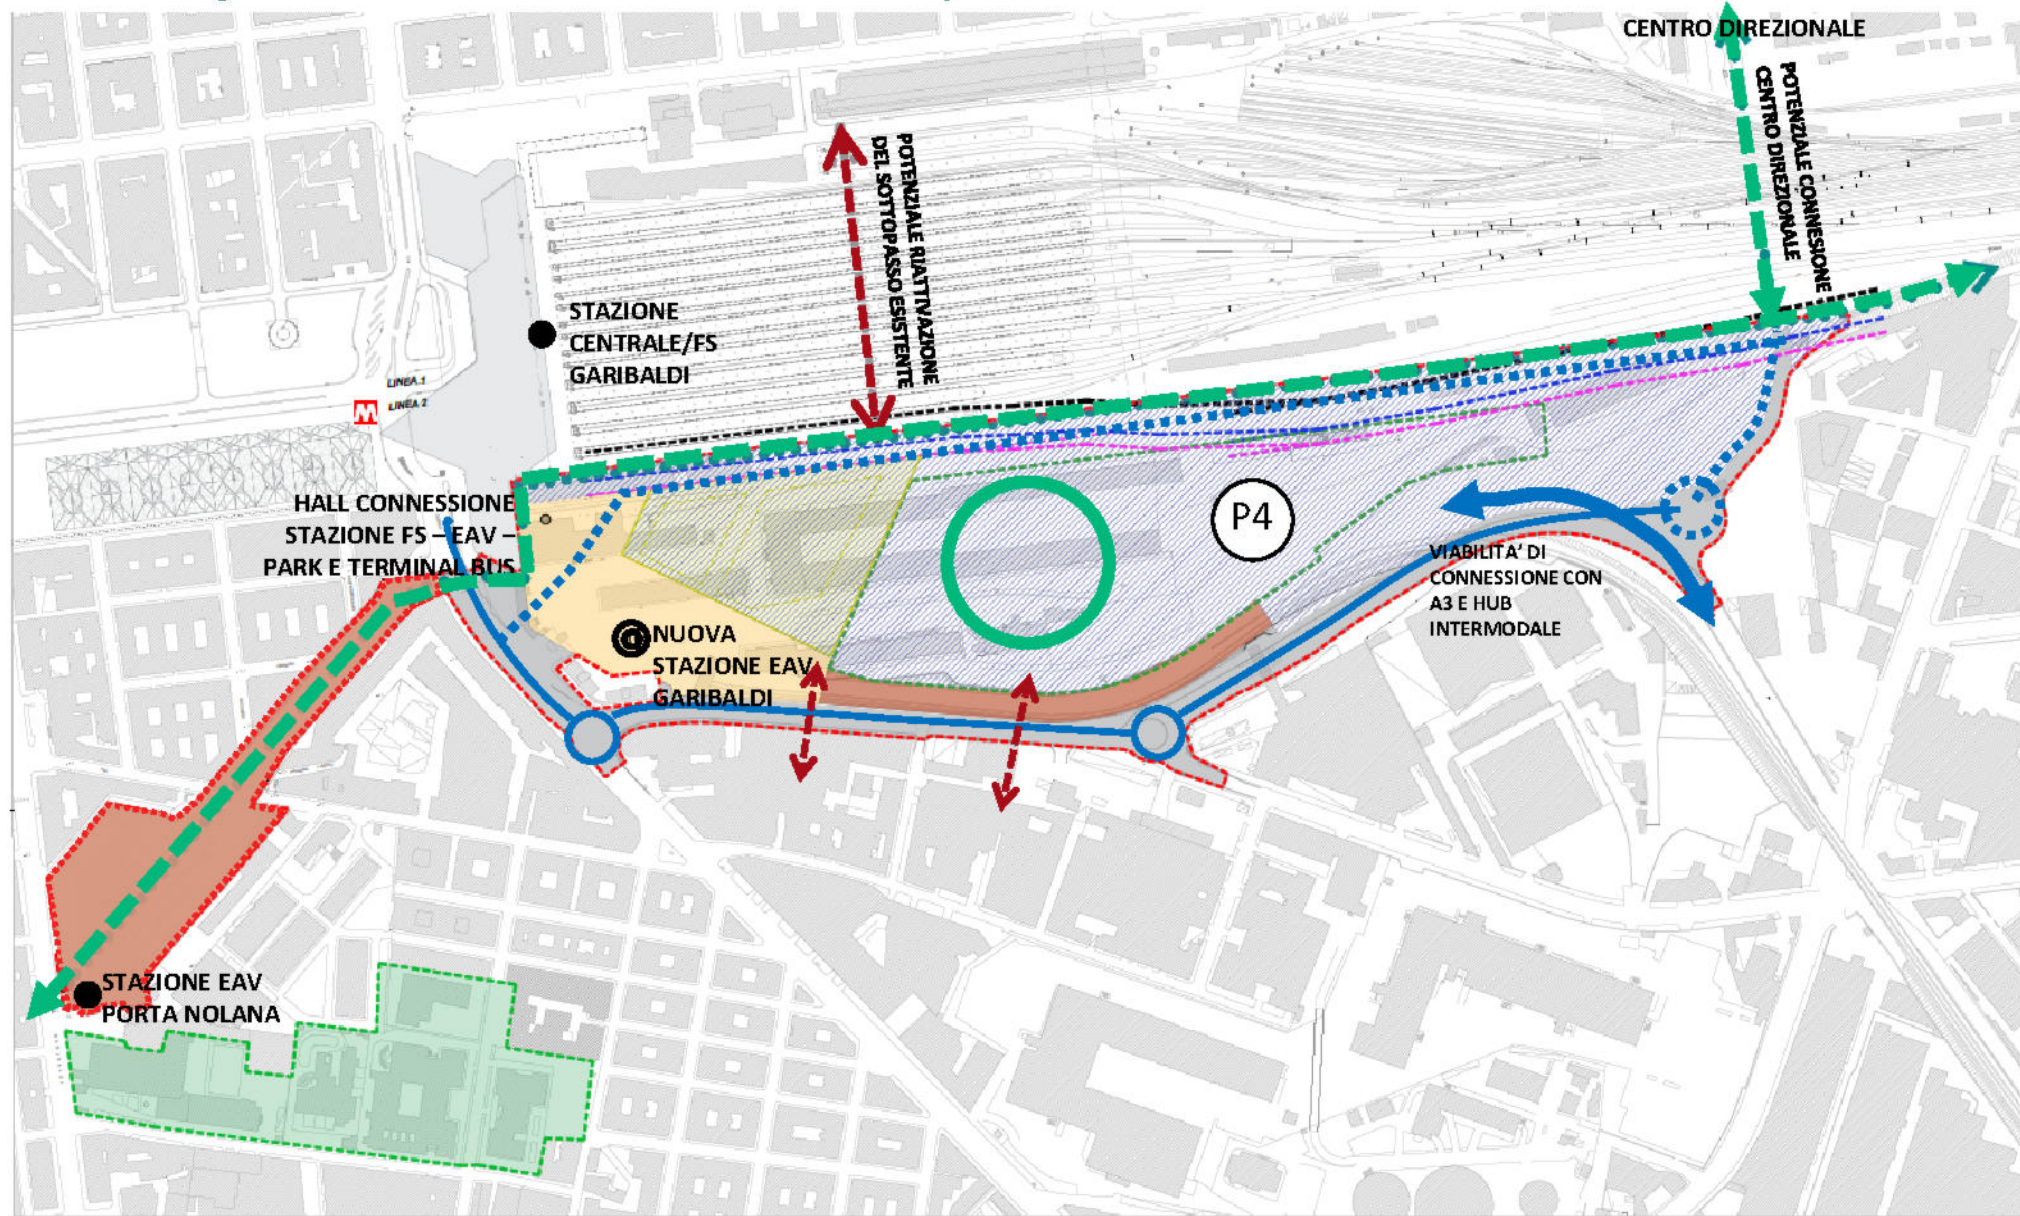 CENTRO DIREZIONALE
POTENZIALE CONNESIONE
CENTRO DIREZIONALE
POTENZIALE RIATTIVAZIONE
DEL SOTTOPASSO ESISTENTE
STAZIONE
CENTRALE/FS
GARIBALDI
LINEA 1
LINEA 2
M
HALL CONNESSIONE
STAZIONE FS – EAV –
PARK E TERMINAL BUS
P4
VIABILITA' DI
CONNESSIONE CON
A3 E HUB
INTERMODALE
@
NUOVA
STAZIONE EAV
GARIBALDI
STAZIONE EAV
PORTA NOLANA